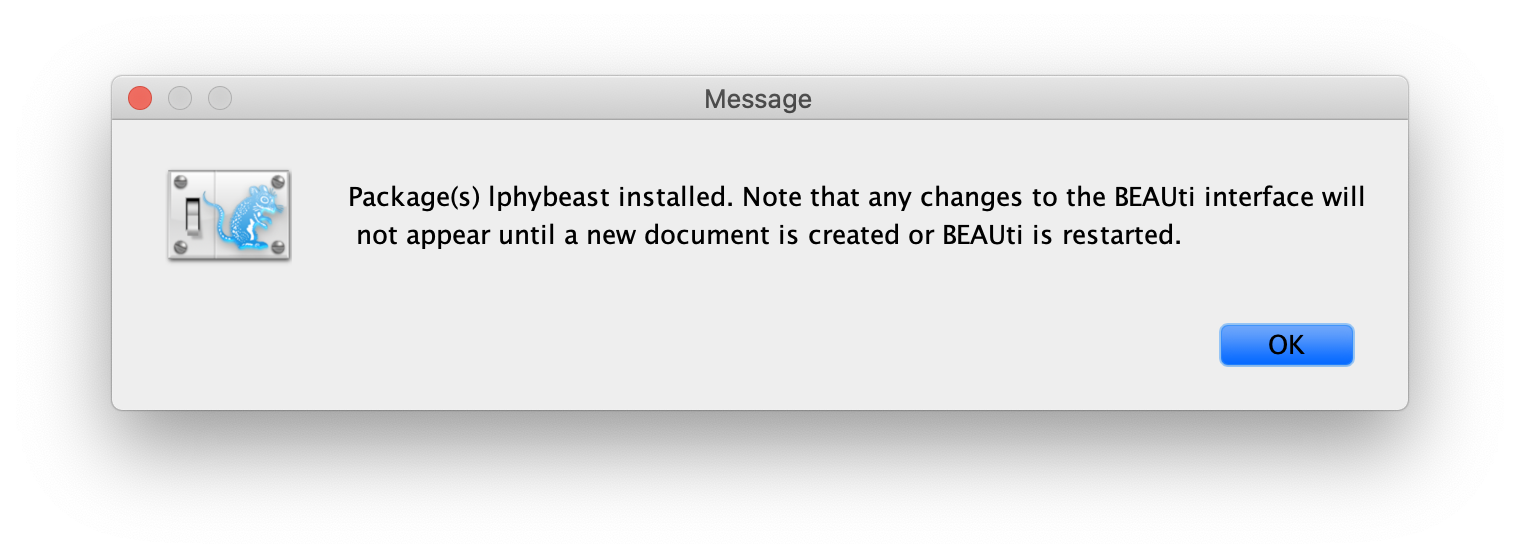 Message
Package(s) lphybeast installed. Note that any changes to the BEAUti interface will
not appear until a new document is created or BEAUti is restarted.
OK